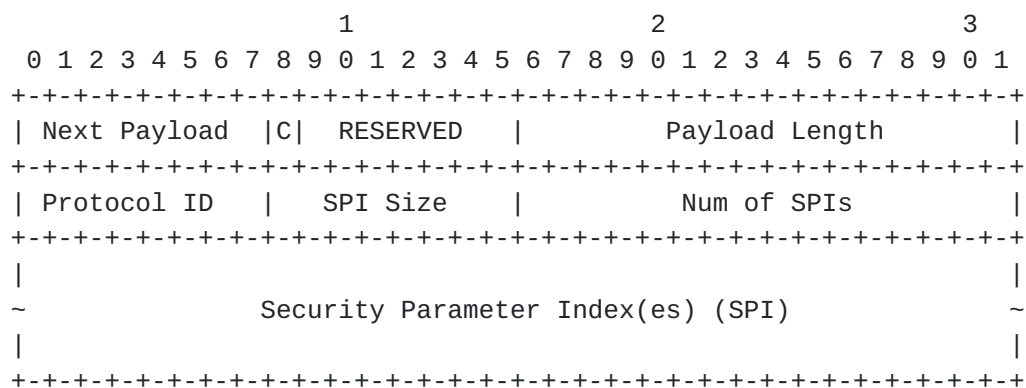 1                   2                   3
 0 1 2 3 4 5 6 7 8 9 0 1 2 3 4 5 6 7 8 9 0 1 2 3 4 5 6 7 8 9 0 1
+-+-+-+-+-+-+-+-+-+-+-+-+-+-+-+-+-+-+-+-+-+-+-+-+-+-+-+-+-+-+-+-+
| Next Payload  |C|  RESERVED   |         Payload Length        |
+-+-+-+-+-+-+-+-+-+-+-+-+-+-+-+-+-+-+-+-+-+-+-+-+-+-+-+-+-+-+-+-+
| Protocol ID   |   SPI Size    |          Num of SPIs          |
+-+-+-+-+-+-+-+-+-+-+-+-+-+-+-+-+-+-+-+-+-+-+-+-+-+-+-+-+-+-+-+-+
|                                                               |
~               Security Parameter Index(es) (SPI)              ~
|                                                               |
+-+-+-+-+-+-+-+-+-+-+-+-+-+-+-+-+-+-+-+-+-+-+-+-+-+-+-+-+-+-+-+-+